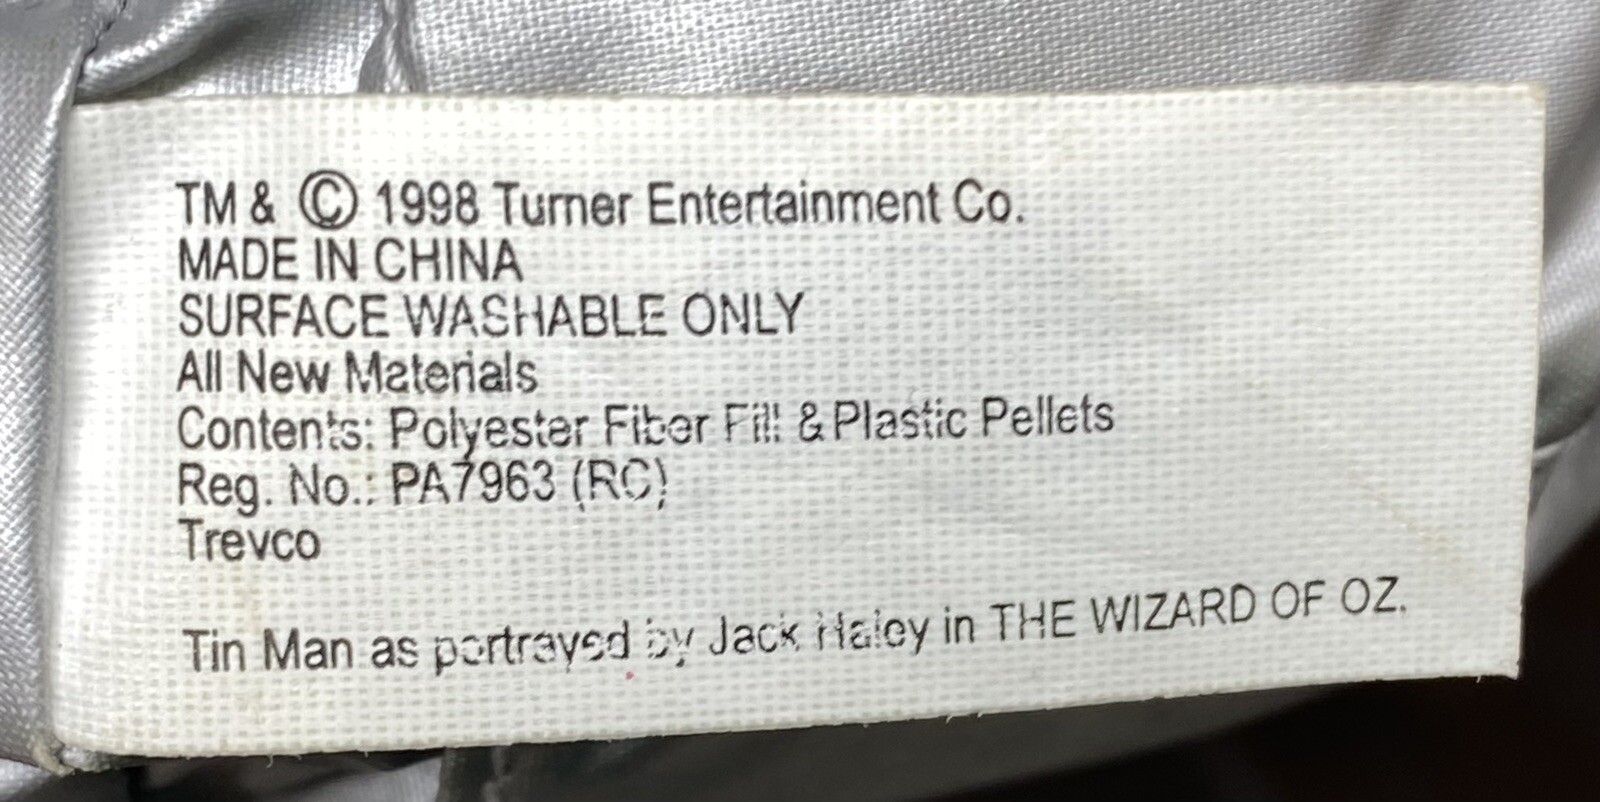 TM & © 1998 Turner Entertainment Co.
MADE IN CHINA
SURFACE WASHABLE ONLY
All New Materials
Contents: Polyester Fiber Fill & Plastic Pellets
Reg. No.: PA7963 (RC)
Trevco
Tin Man as portrayed by Jack Haley in THE WIZARD OF OZ.